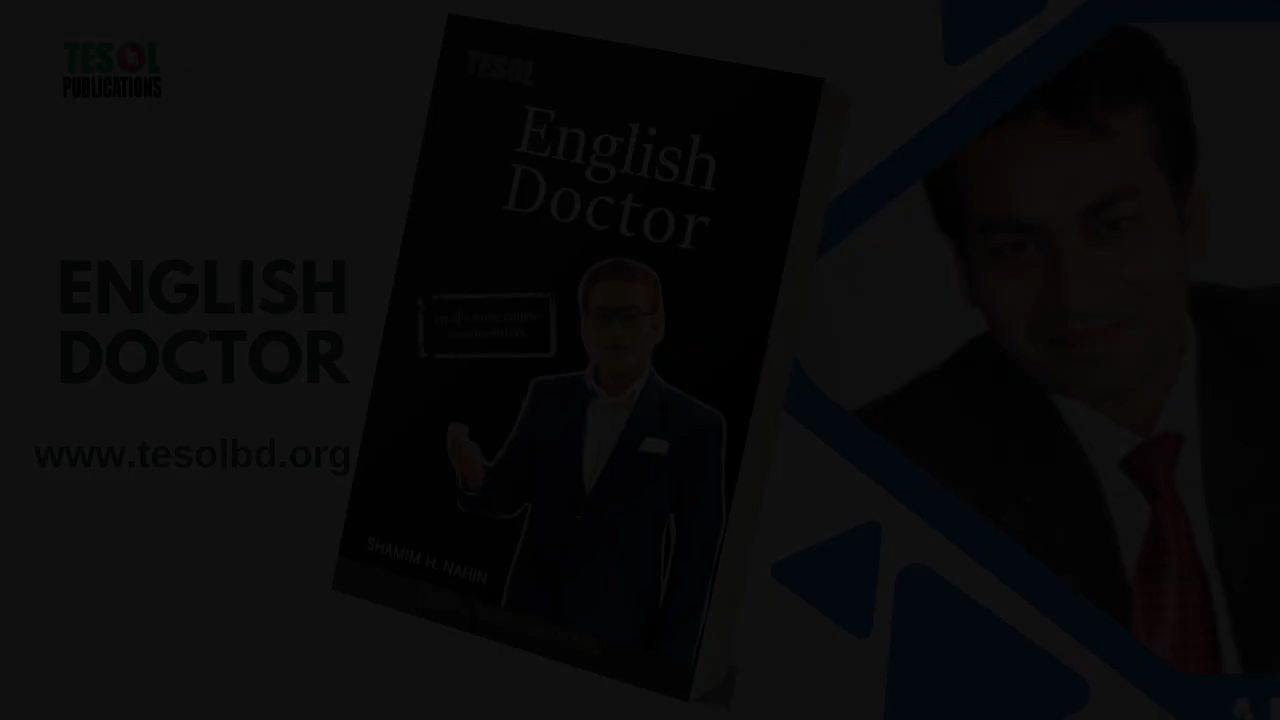 TESOL
PUBLICATIONS
ENGLISH
DOCTOR
www.tesolbd.org
TESOL
English
Doctor
SHAMIM H. NAHIN